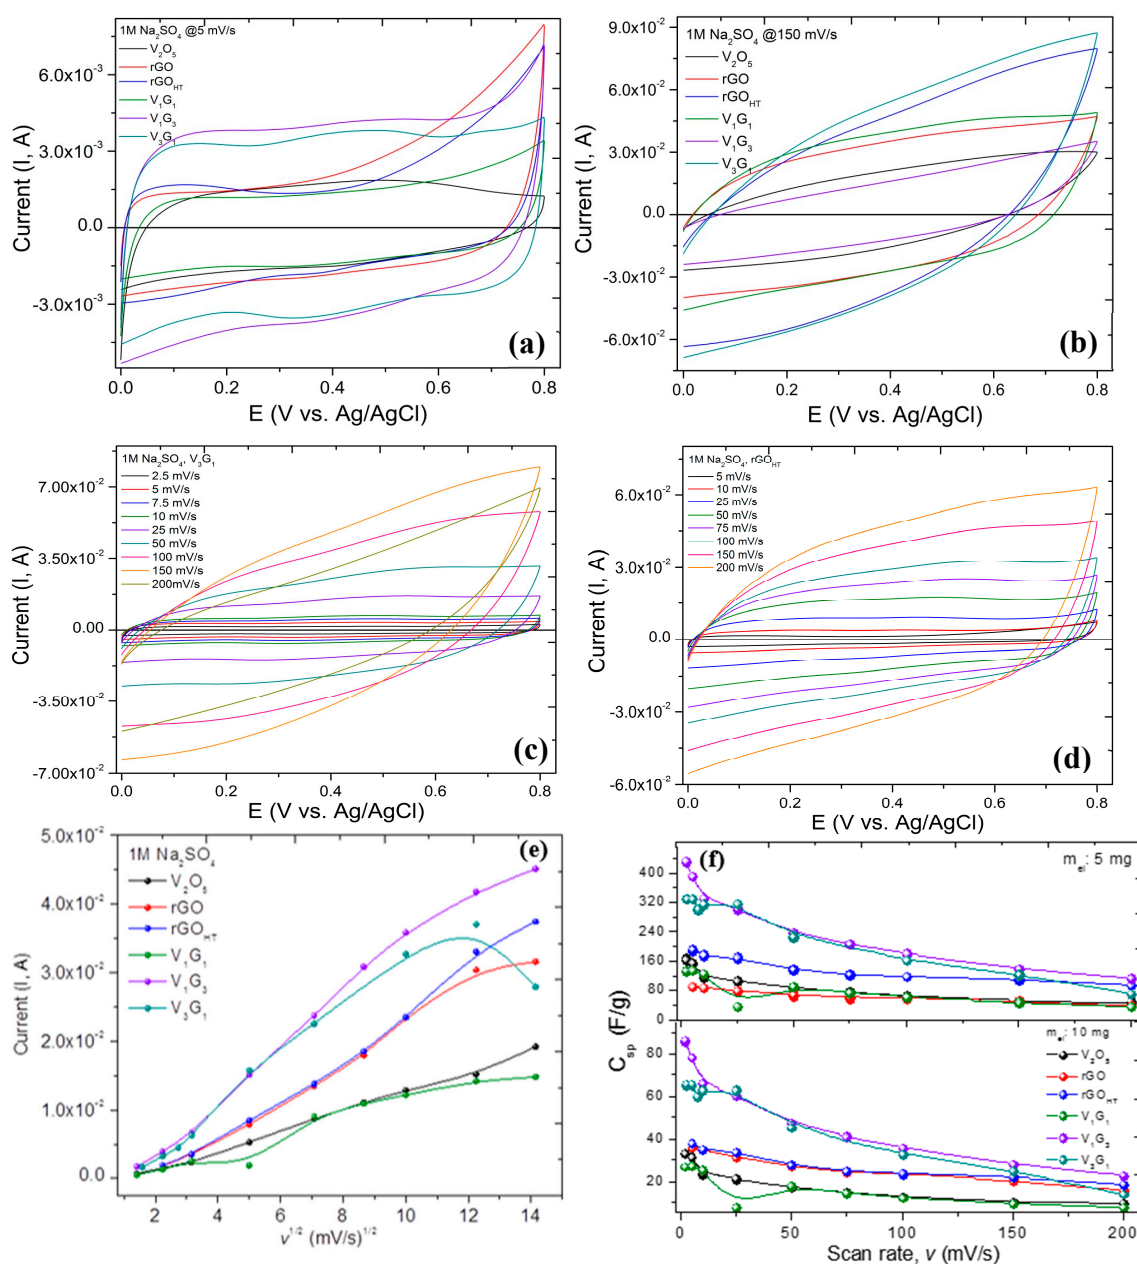 1M Na₂SO₄ @5 mV/s
V₂O₅
rGO
rGO_HT
V₁G₁
V₁G₃
V₃G₁
6.0x10⁻³
3.0x10⁻³
0.0
-3.0x10⁻³
Current (I, A)
0.0 0.2 0.4 0.6 0.8
E (V vs. Ag/AgCl)
(a)
1M Na₂SO₄ @150 mV/s
V₂O₅
rGO
rGO_HT
V₁G₁
V₁G₃
V₃G₁
9.0x10⁻²
6.0x10⁻²
3.0x10⁻²
0.0
-3.0x10⁻²
-6.0x10⁻²
Current (I, A)
0.0 0.2 0.4 0.6 0.8
E (V vs. Ag/AgCl)
(b)
1M Na₂SO₄, V₃G₁
2.5 mV/s
5 mV/s
7.5 mV/s
10 mV/s
25 mV/s
50 mV/s
100 mV/s
150 mV/s
200mV/s
7.00x10⁻²
3.50x10⁻²
0.00
-3.50x10⁻²
-7.00x10⁻²
Current (I, A)
0.0 0.2 0.4 0.6 0.8
E (V vs. Ag/AgCl)
(c)
1M Na₂SO₄, rGO_HT
5 mV/s
10 mV/s
25 mV/s
50 mV/s
75 mV/s
100 mV/s
150 mV/s
200 mV/s
6.0x10⁻²
3.0x10⁻²
0.0
-3.0x10⁻²
-6.0x10⁻²
Current (I, A)
0.0 0.2 0.4 0.6 0.8
E (V vs. Ag/AgCl)
(d)
1M Na₂SO₄
V₂O₅
rGO
rGO_HT
V₁G₁
V₁G₃
V₃G₁
(e)
5.0x10⁻²
4.0x10⁻²
3.0x10⁻²
2.0x10⁻²
1.0x10⁻²
0.0
Current (I, A)
2 4 6 8 10 12 14
v¹ᐟ² (mV/s)¹ᐟ²
(f)
m_el: 5 mg
400
320
240
160
80
0
C_sp (F/g)
m_el: 10 mg
V₂O₅
rGO
rGO_HT
V₁G₁
V₁G₃
V₃G₁
80
60
40
20
0 50 100 150 200
Scan rate, v (mV/s)